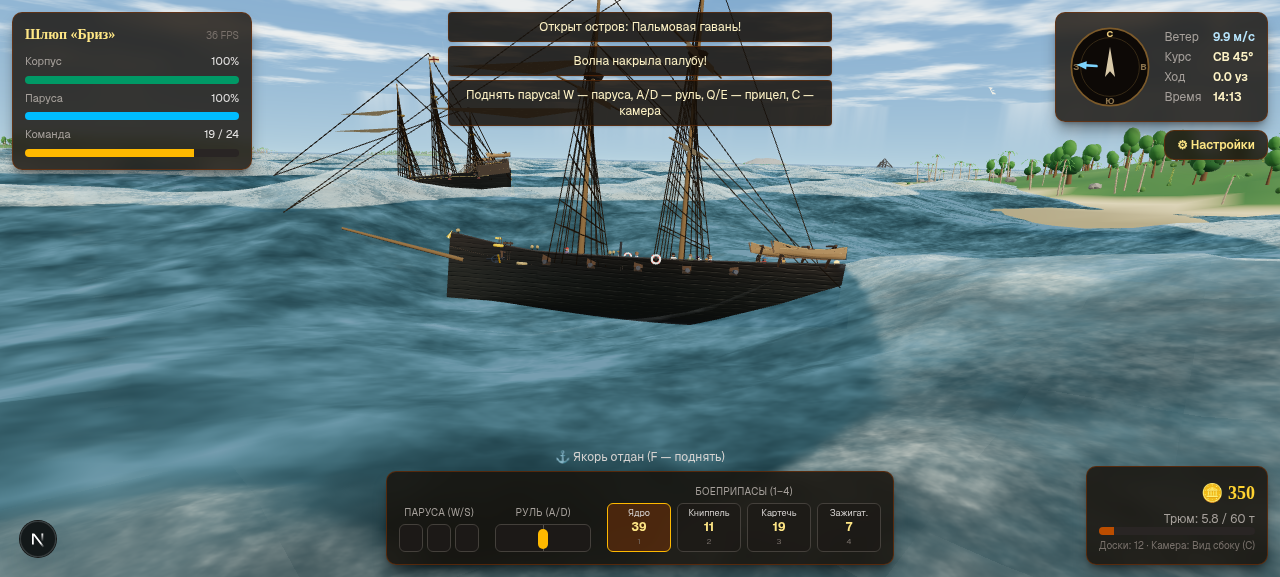 Шлюп «Бриз» 36 FPS
Корпус 100%
Паруса 100%
Команда 19 / 24
Открыт остров: Пальмовая гавань!
Волна накрыла палубу!
Поднять паруса! W — паруса, A/D — руль, Q/E — прицел, C —
камера
С
З В
Ю
Ветер 9.9 м/с
Курс СВ 45°
Ход 0.0 уз
Время 14:13
⚙ Настройки
⚓ Якорь отдан (F — поднять)
БОЕПРИПАСЫ (1–4)
ПАРУСА (W/S) РУЛЬ (A/D)
Ядро Книппель Картечь Зажигат.
39 11 19 7
1 2 3 4
350
Трюм: 5.8 / 60 т
Доски: 12 · Камера: Вид сбоку (C)
N